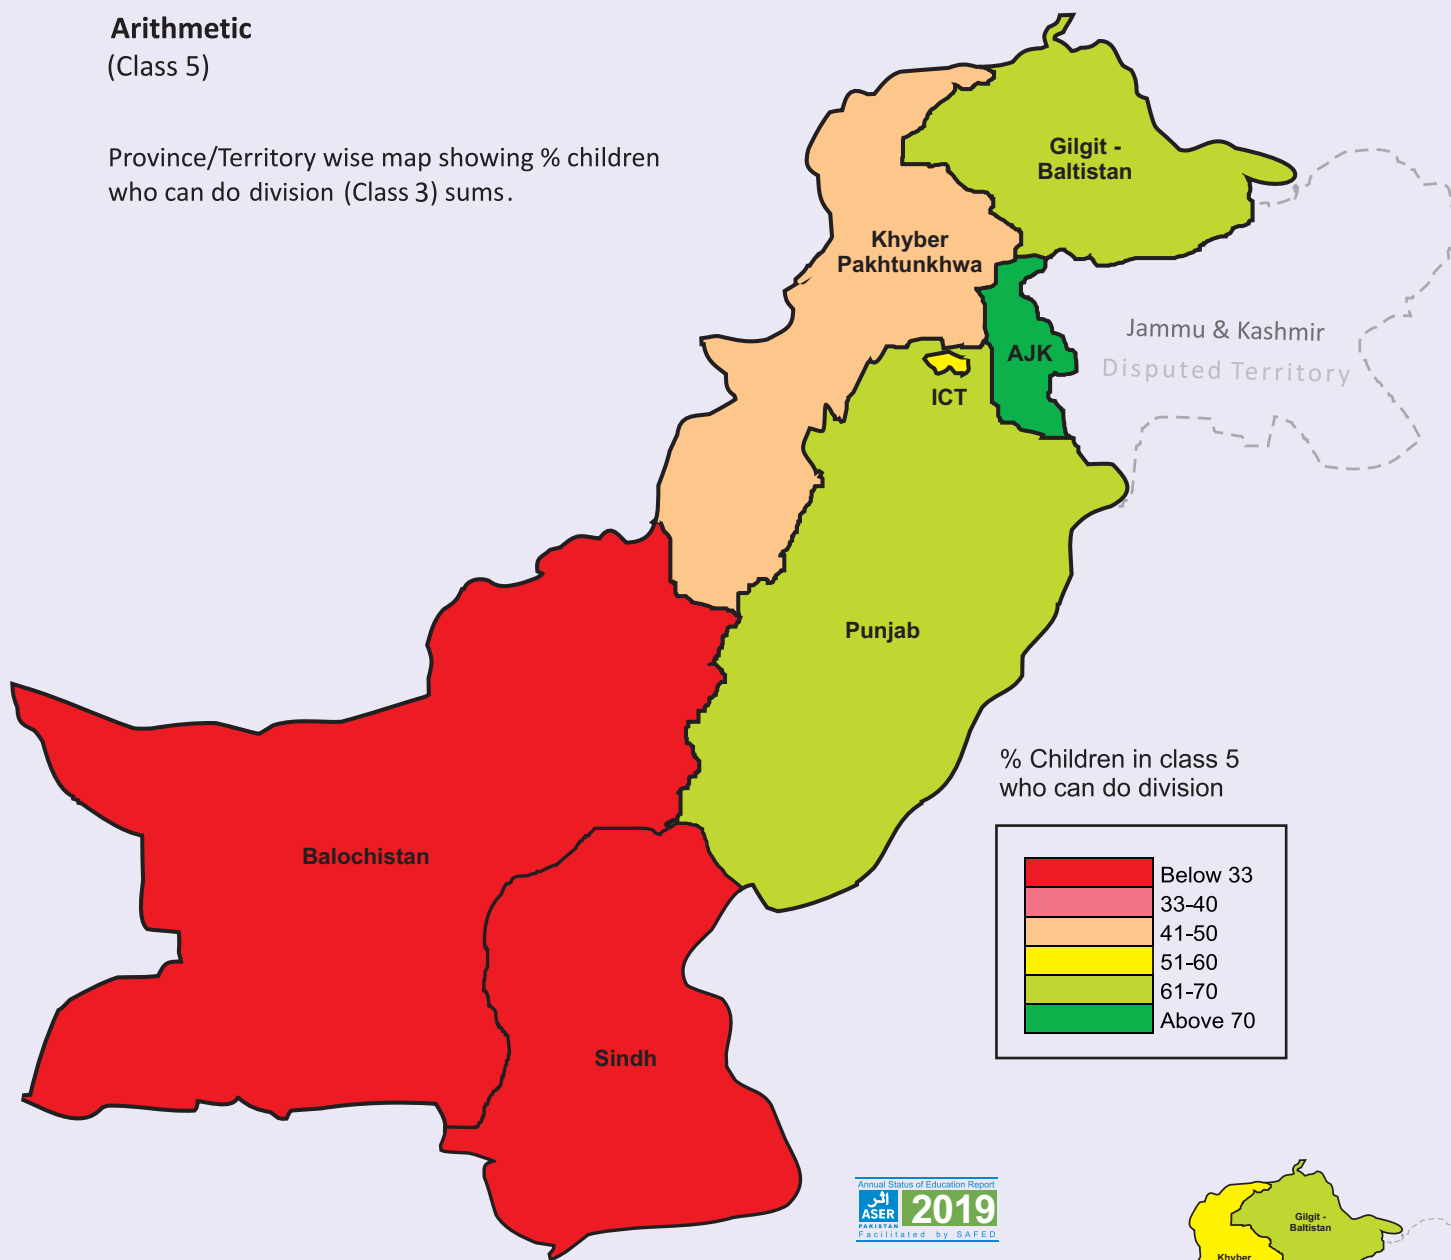 Arithmetic
(Class 5)
Province/Territory wise map showing % children
who can do division (Class 3) sums.
Gilgit -
Baltistan
Khyber
Pakhtunkhwa
Jammu & Kashmir
Disputed Territory
AJK
ICT
Punjab
Balochistan
Sindh
% Children in class 5
who can do division
Below 33
33-40
41-50
51-60
61-70
Above 70
Annual Status of Education Report
اثر
ASER
PAKISTAN
2019
Facilitated by SAFED
Gilgit -
Baltistan
Khyber